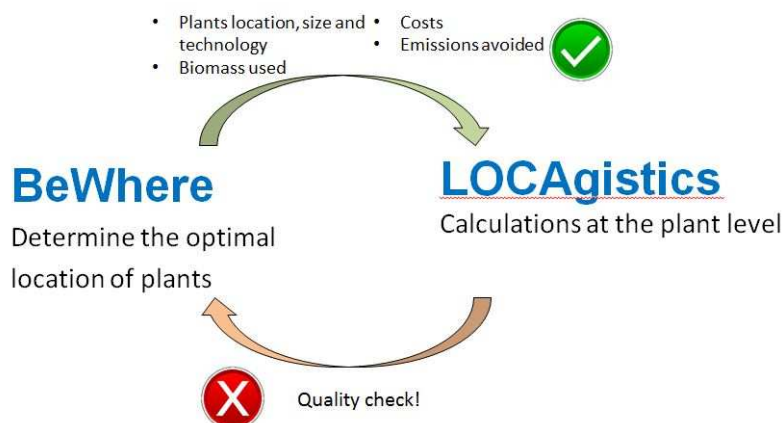 • Plants location, size and technology
• Biomass used
• Costs
• Emissions avoided
BeWhere
Determine the optimal
location of plants
LOCAgistics
Calculations at the plant level
X
Quality check!